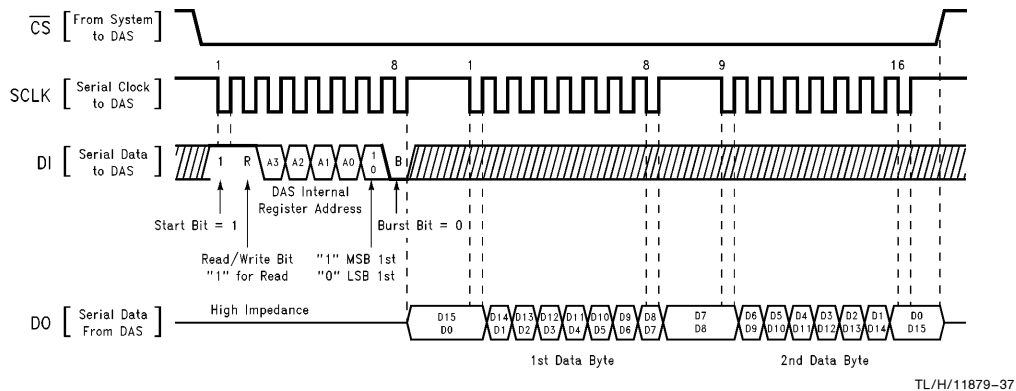 CS [From System to DAS]
1 8 1 8 9 16
SCLK [Serial Clock to DAS]
DI [Serial Data to DAS]
1 R A3 A2 A1 A0 1 B
0
DAS Internal
Register Address
Start Bit = 1
Burst Bit = 0
Read/Write Bit
"1" for Read
"1" MSB 1st
"0" LSB 1st
High Impedance
DO [Serial Data From DAS]
D15 D14 D13 D12 D11 D10 D9 D8 D7 D6 D5 D4 D3 D2 D1 D0
D0 D1 D2 D3 D4 D5 D6 D7 D8 D9 D10 D11 D12 D13 D14 D15
1st Data Byte
2nd Data Byte
TL/H/11879-37